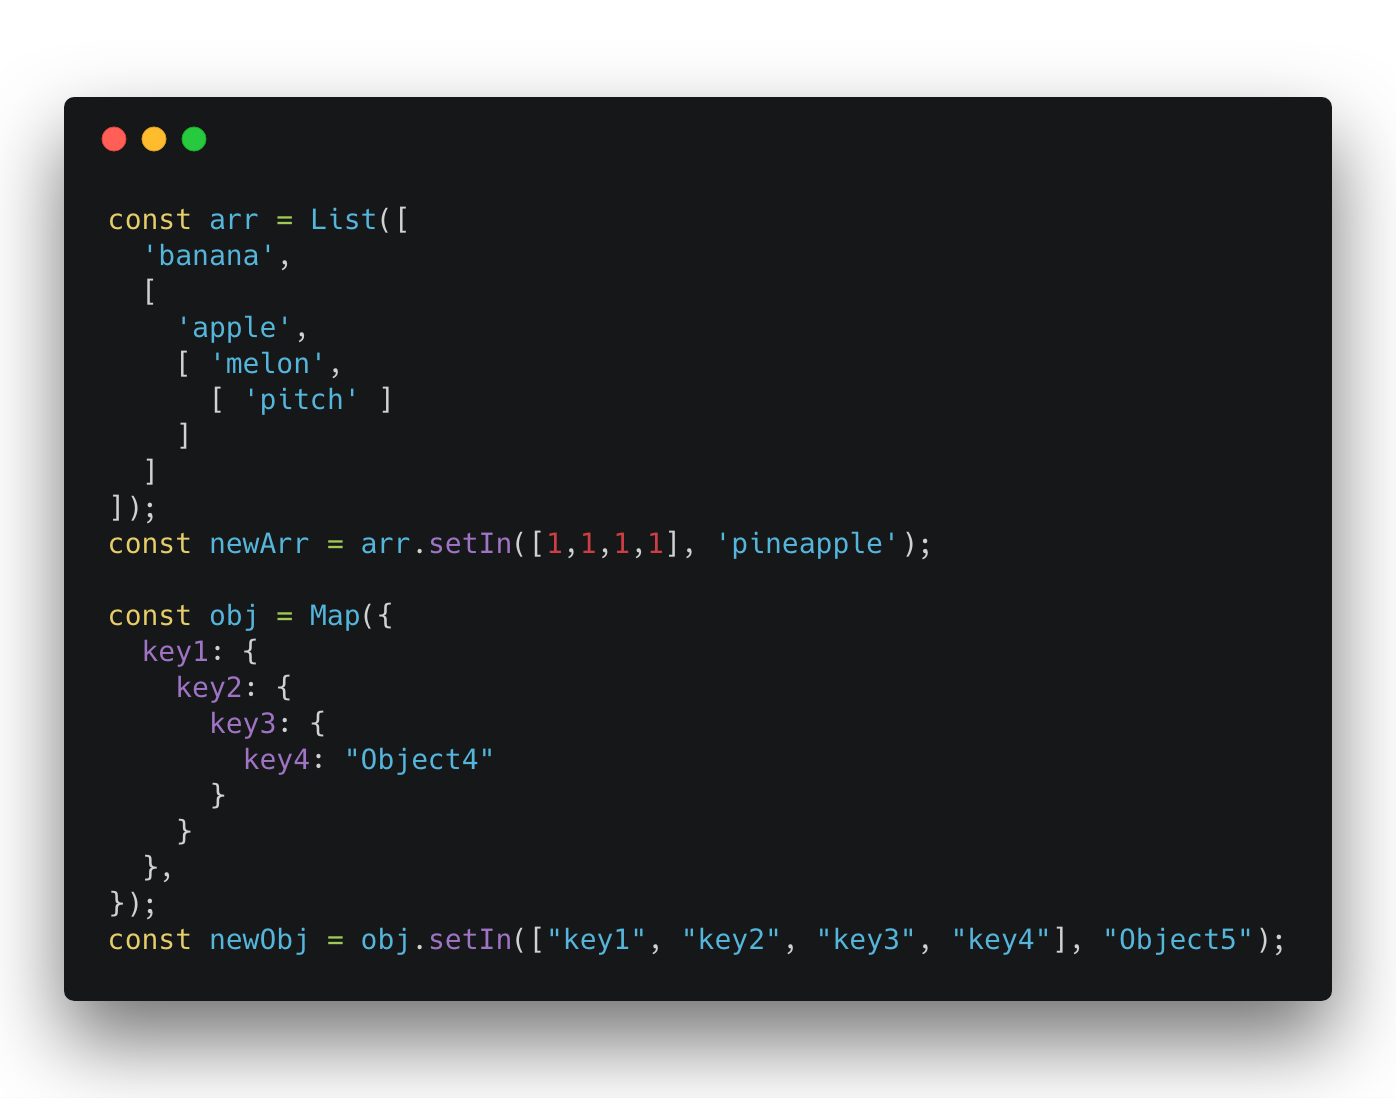 const arr = List([
  'banana',
  [
    'apple',
    [ 'melon',
      [ 'pitch' ]
    ]
  ]
]);
const newArr = arr.setIn([1,1,1,1], 'pineapple');

const obj = Map({
  key1: {
    key2: {
      key3: {
        key4: "Object4"
      }
    }
  },
});
const newObj = obj.setIn(["key1", "key2", "key3", "key4"], "Object5");